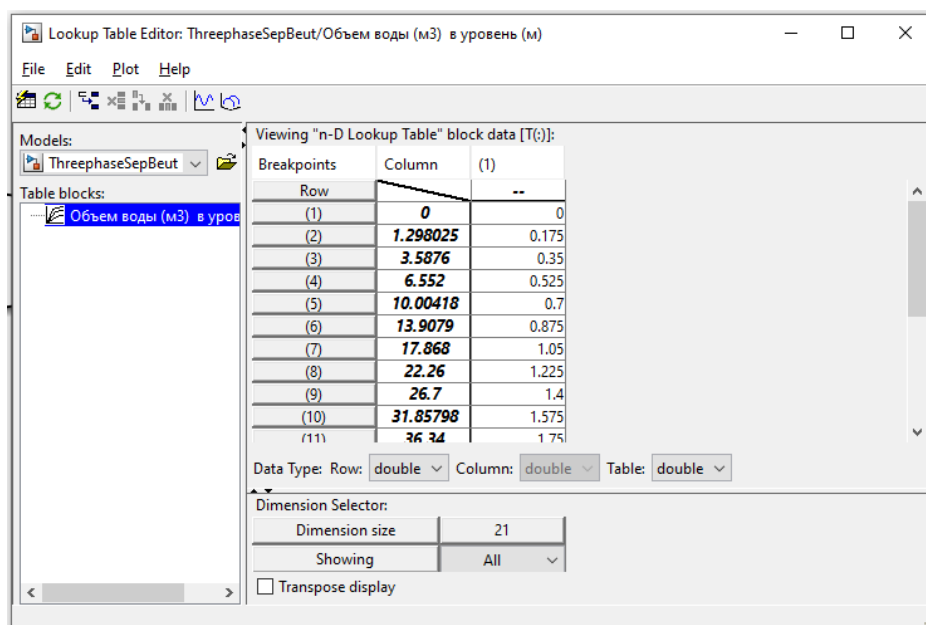 Lookup Table Editor: ThreephaseSepBeut/Объем воды (м3) в уровень (м)
File Edit Plot Help
Models:
ThreephaseSepBeut
Table blocks:
Объем воды (м3) в уров
Viewing "n-D Lookup Table" block data [T(:)]:
Breakpoints Column (1)
Row --
(1) 0 0
(2) 1.298025 0.175
(3) 3.5876 0.35
(4) 6.552 0.525
(5) 10.00418 0.7
(6) 13.9079 0.875
(7) 17.868 1.05
(8) 22.26 1.225
(9) 26.7 1.4
(10) 31.85798 1.575
(11) 36.34 1.75
Data Type: Row: double Column: double Table: double
Dimension Selector:
Dimension size 21
Showing All
Transpose display